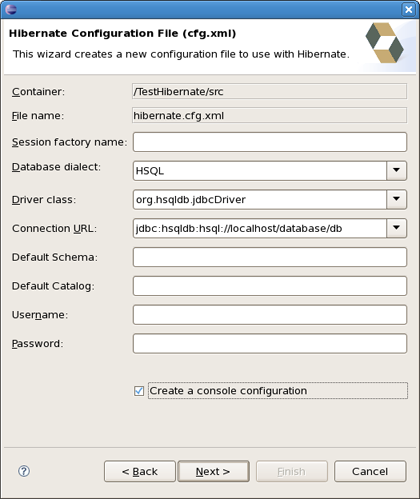 Hibernate Configuration File (cfg.xml)
This wizard creates a new configuration file to use with Hibernate.
Container: /TestHibernate/src
File name: hibernate.cfg.xml
Session factory name:
Database dialect: HSQL
Driver class: org.hsqldb.jdbcDriver
Connection URL: jdbc:hsqldb:hsql://localhost/database/db
Default Schema:
Default Catalog:
Username:
Password:
Create a console configuration
? < Back Next > Finish Cancel